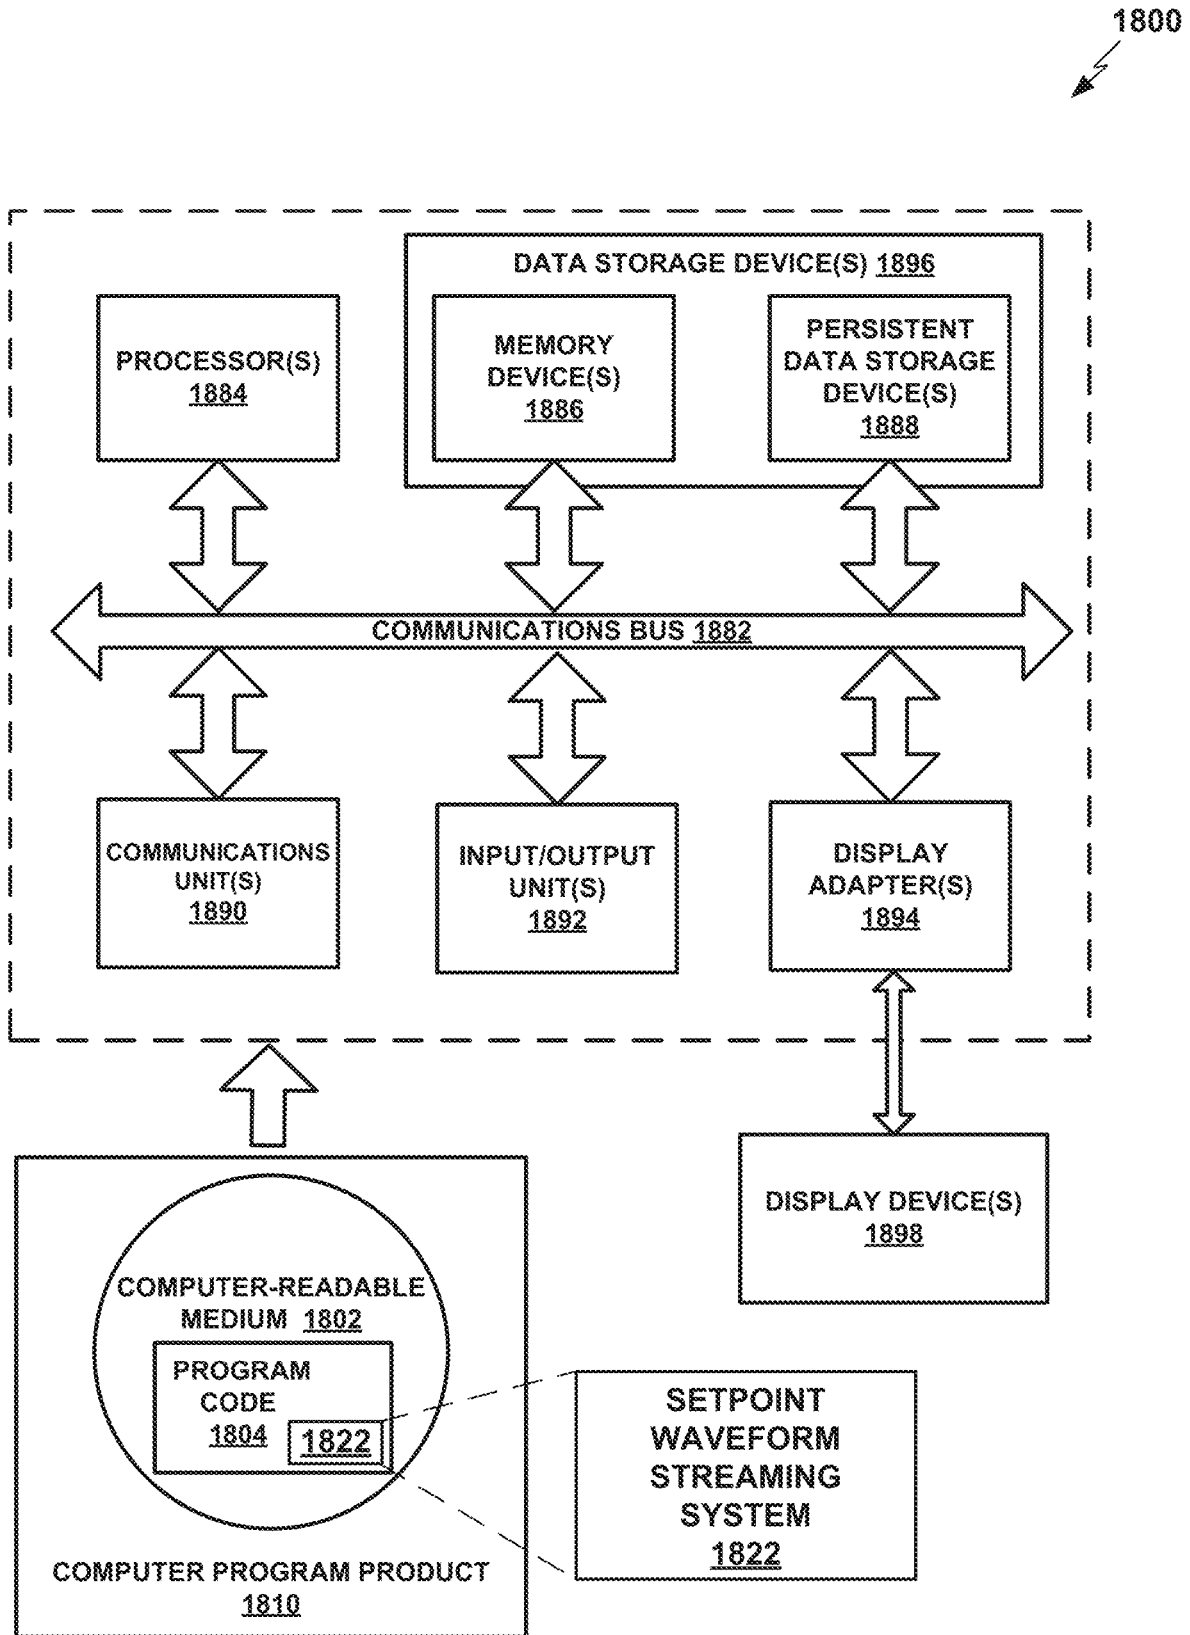 1800
DATA STORAGE DEVICE(S) 1896
PROCESSOR(S)
1884
MEMORY
DEVICE(S)
1886
PERSISTENT
DATA STORAGE
DEVICE(S)
1888
COMMUNICATIONS BUS 1882
COMMUNICATIONS
UNIT(S)
1890
INPUT/OUTPUT
UNIT(S)
1892
DISPLAY
ADAPTER(S)
1894
DISPLAY DEVICE(S)
1898
COMPUTER-READABLE
MEDIUM 1802
PROGRAM
CODE
1804
1822
COMPUTER PROGRAM PRODUCT
1810
SETPOINT
WAVEFORM
STREAMING
SYSTEM
1822